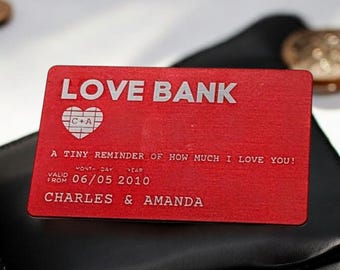 LOVE BANK
C + A
A TINY REMINDER OF HOW MUCH I LOVE YOU!
MONTH DAY YEAR
VALID FROM 06/05 2010
CHARLES & AMANDA